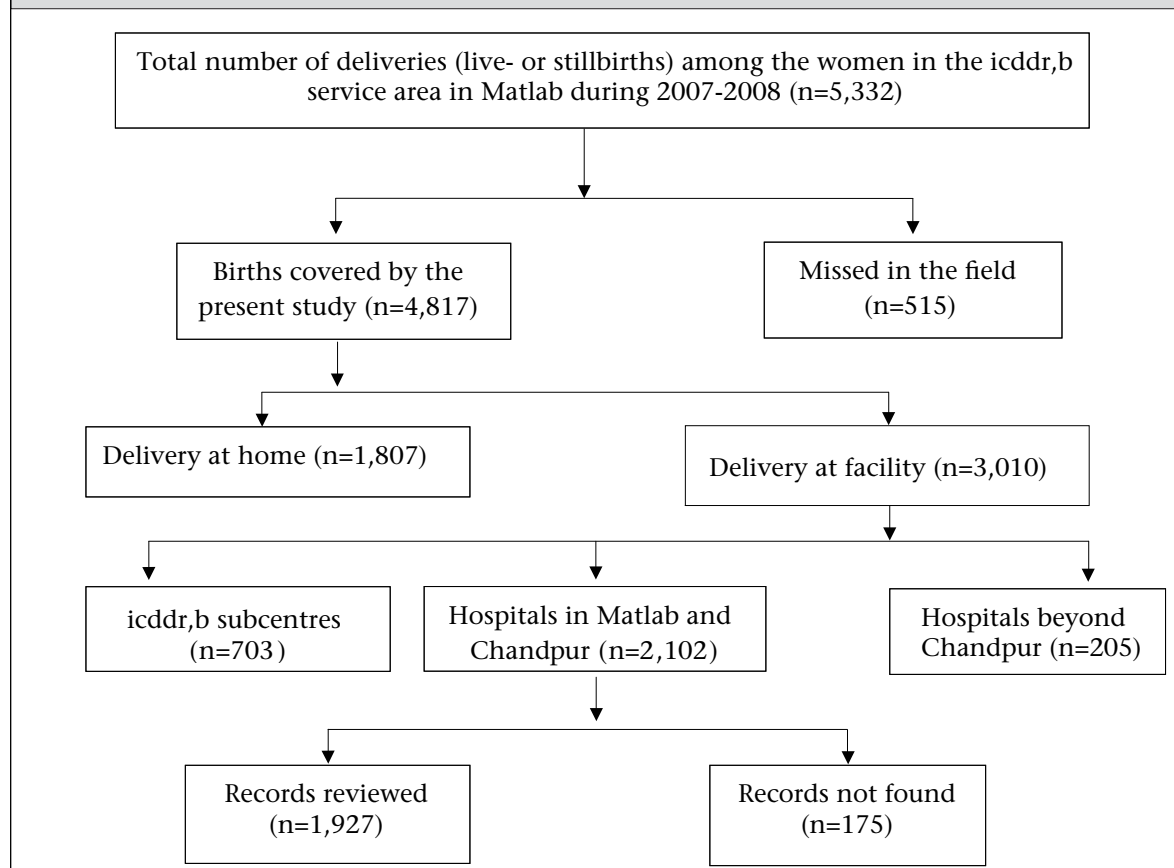 Total number of deliveries (live- or stillbirths) among the women in the icddr,b
service area in Matlab during 2007-2008 (n=5,332)
Births covered by the
present study (n=4,817)
Missed in the field
(n=515)
Delivery at home (n=1,807)
Delivery at facility (n=3,010)
icddr,b subcentres
(n=703)
Hospitals in Matlab and
Chandpur (n=2,102)
Hospitals beyond
Chandpur (n=205)
Records reviewed
(n=1,927)
Records not found
(n=175)